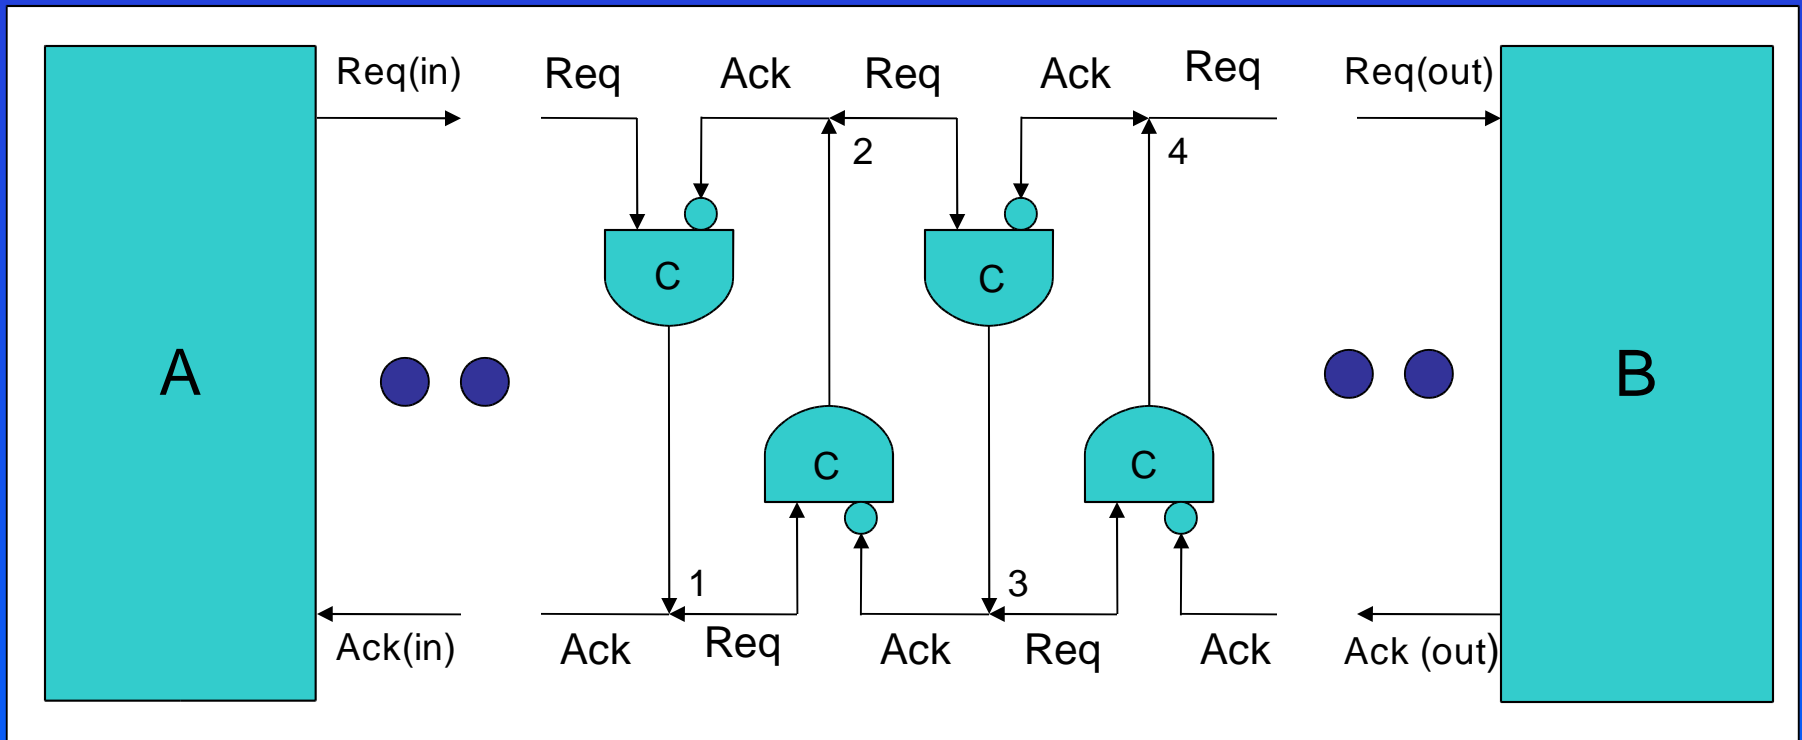 Req(in)
Req
Ack
Req
Ack
Req
Req(out)
2
4
C
C
A
B
C
C
1
3
Ack(in)
Ack
Req
Ack
Req
Ack
Ack (out)